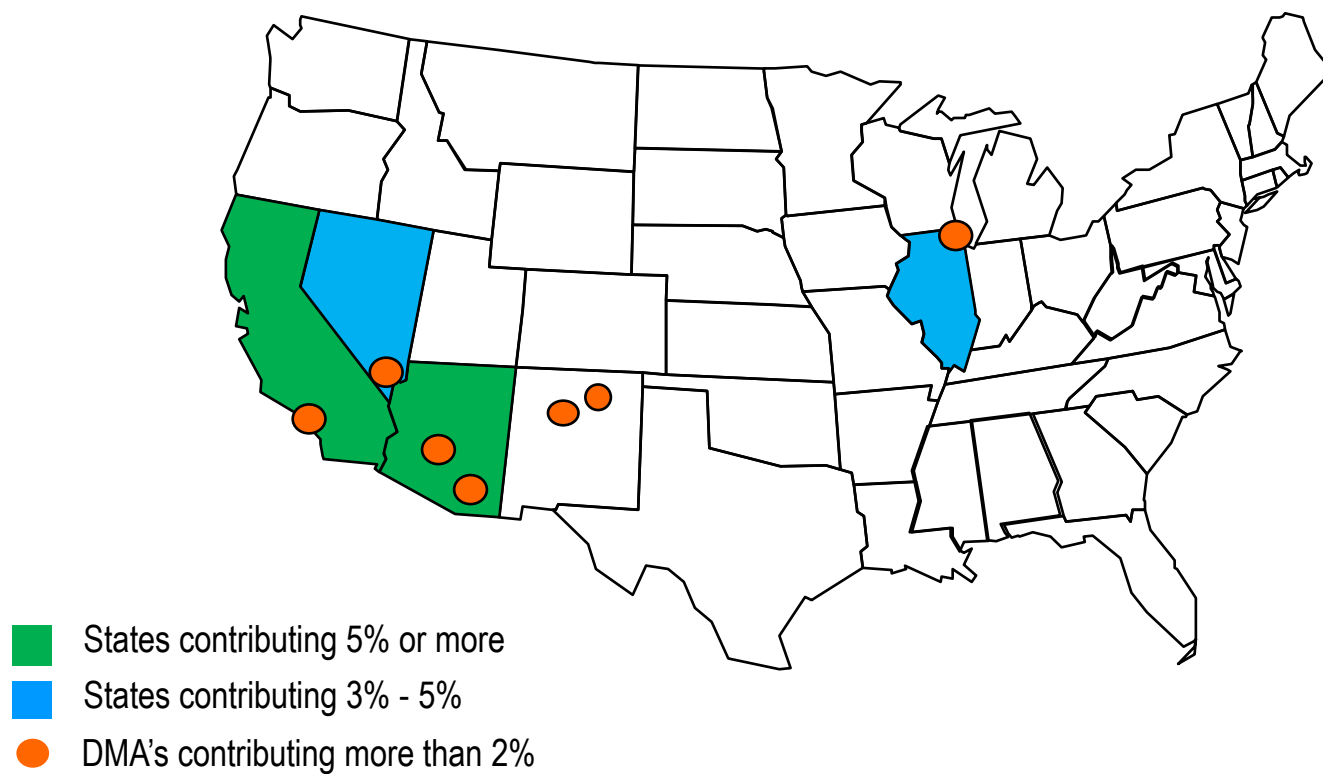 States contributing 5% or more
States contributing 3% - 5%
DMA's contributing more than 2%